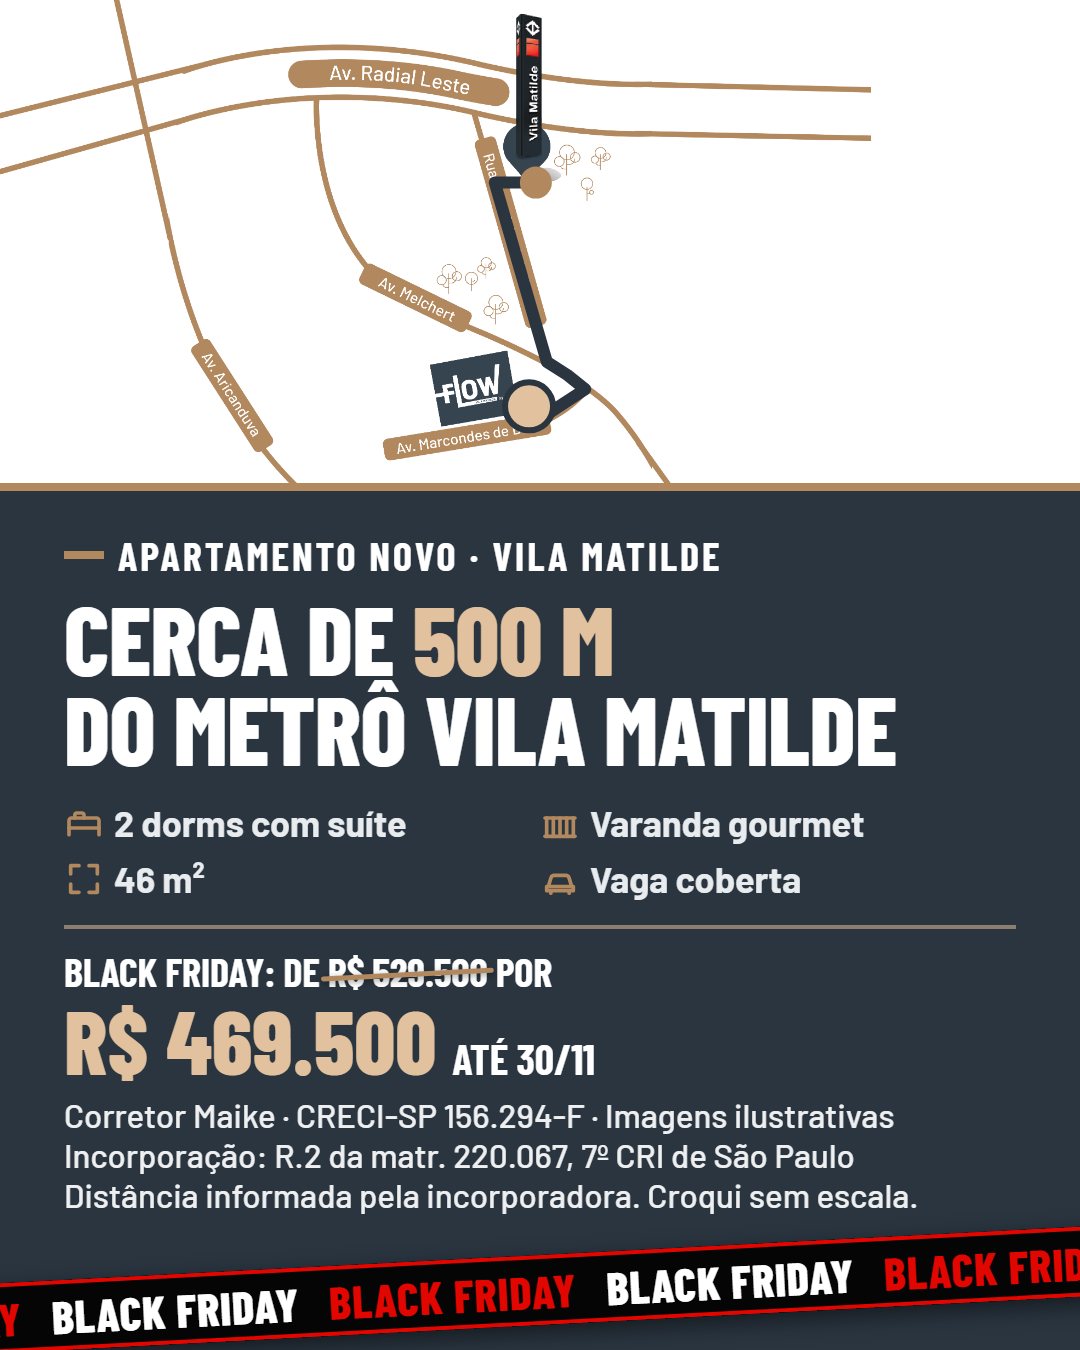 Av. Radial Leste
Vila Matilde
Rua
Av. Melchert
Av. Aricanduva
FLOW
Av. Marcondes de
APARTAMENTO NOVO · VILA MATILDE
CERCA DE 500 M
DO METRÔ VILA MATILDE
2 dorms com suíte
Varanda gourmet
46 m²
Vaga coberta
BLACK FRIDAY: DE R$ 529.500 POR
R$ 469.500 ATÉ 30/11
Corretor Maike · CRECI-SP 156.294-F · Imagens ilustrativas
Incorporação: R.2 da matr. 220.067, 7º CRI de São Paulo
Distância informada pela incorporadora. Croqui sem escala.
Y BLACK FRIDAY BLACK FRIDAY BLACK FRIDAY BLACK FRID